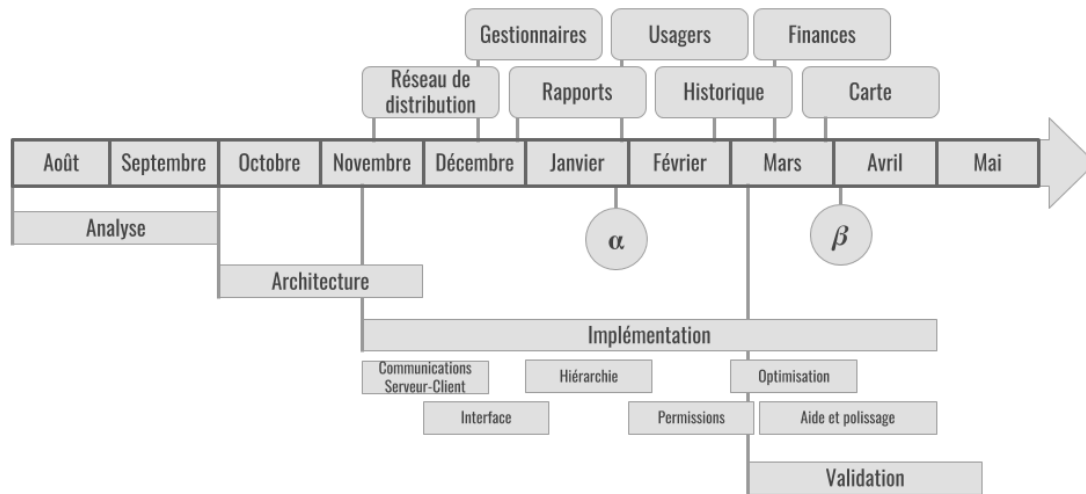 Gestionnaires
Usagers
Finances
Réseau de
distribution
Rapports
Historique
Carte
Août
Septembre
Octobre
Novembre
Décembre
Janvier
Février
Mars
Avril
Mai
Analyse
α
β
Architecture
Implémentation
Communications
Serveur-Client
Hiérarchie
Optimisation
Interface
Permissions
Aide et polissage
Validation